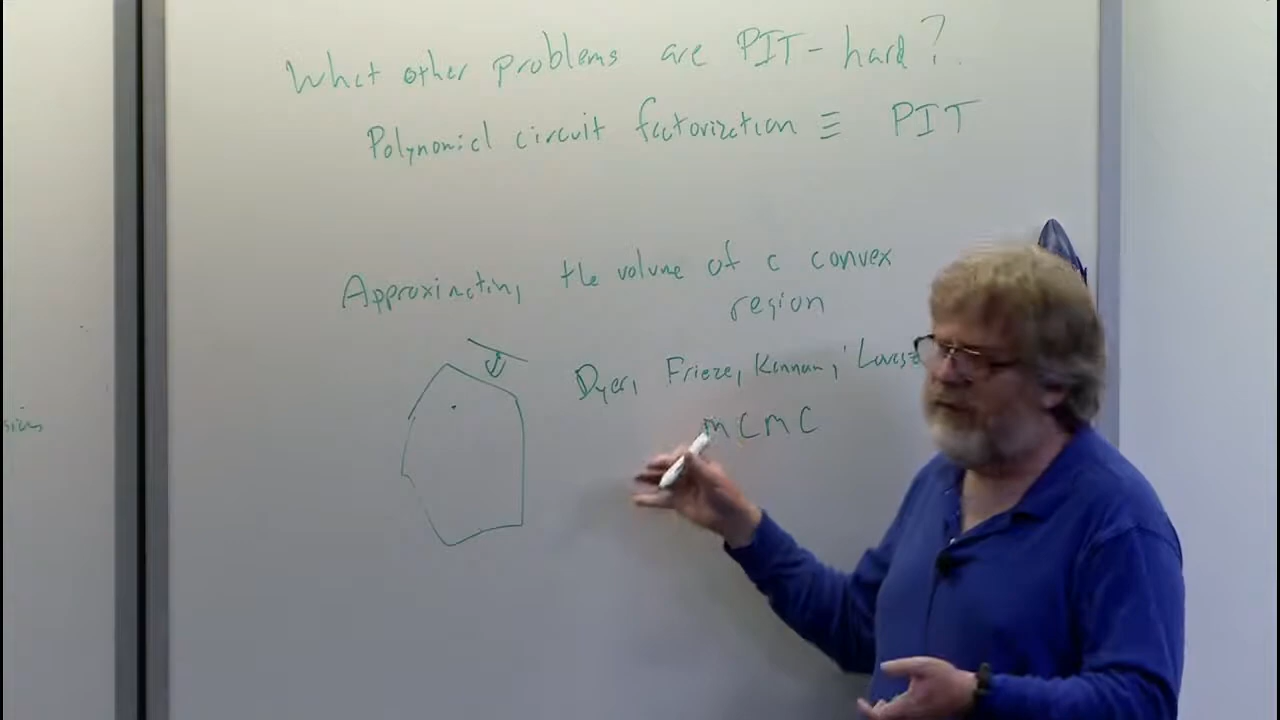 What other problems are PIT-hard?
Polynomial circuit factorization ≡ PIT
Approximating the volume of a convex
region
Dyer, Frieze, Kannan, Lovasz
MCMC